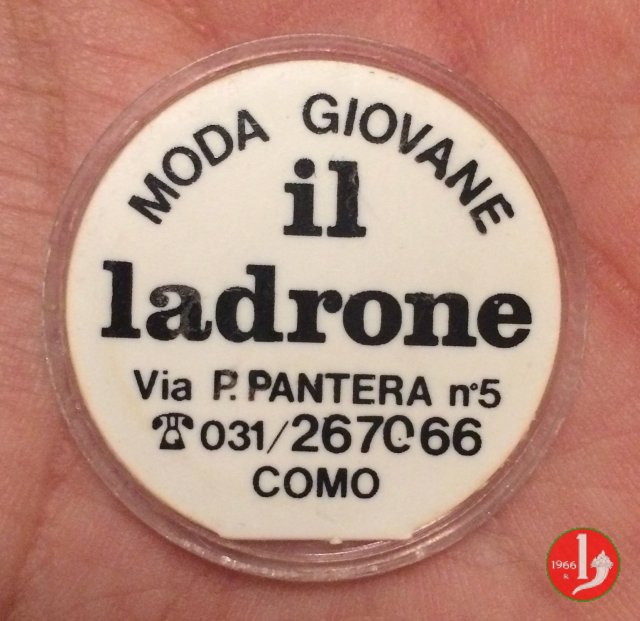 MODA GIOVANE
il
ladrone
Via P. PANTERA n°5
☎ 031/267066
COMO
1966
R